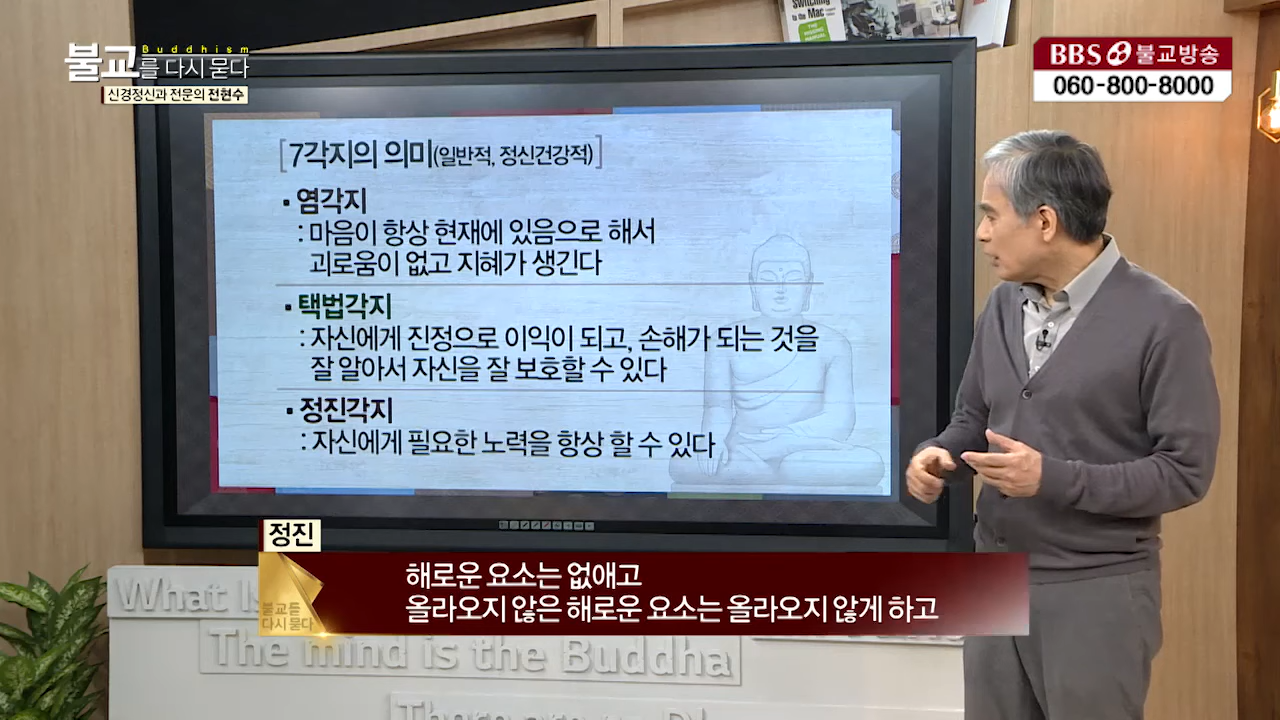 Switching
to the Mac
THE MISSING MANUAL
Buddhism
불교를 다시 묻다
신경정신과 전문의 전현수
BBS 불교방송
060-800-8000
[7각지의 의미(일반적, 정신건강적)]
· 염각지
: 마음이 항상 현재에 있음으로 해서
괴로움이 없고 지혜가 생긴다
· 택법각지
: 자신에게 진정으로 이익이 되고, 손해가 되는 것을
잘 알아서 자신을 잘 보호할 수 있다
· 정진각지
: 자신에게 필요한 노력을 항상 할 수 있다
정진
불교를
다시 묻다
해로운 요소는 없애고
올라오지 않은 해로운 요소는 올라오지 않게 하고
What
The mind is the Buddha